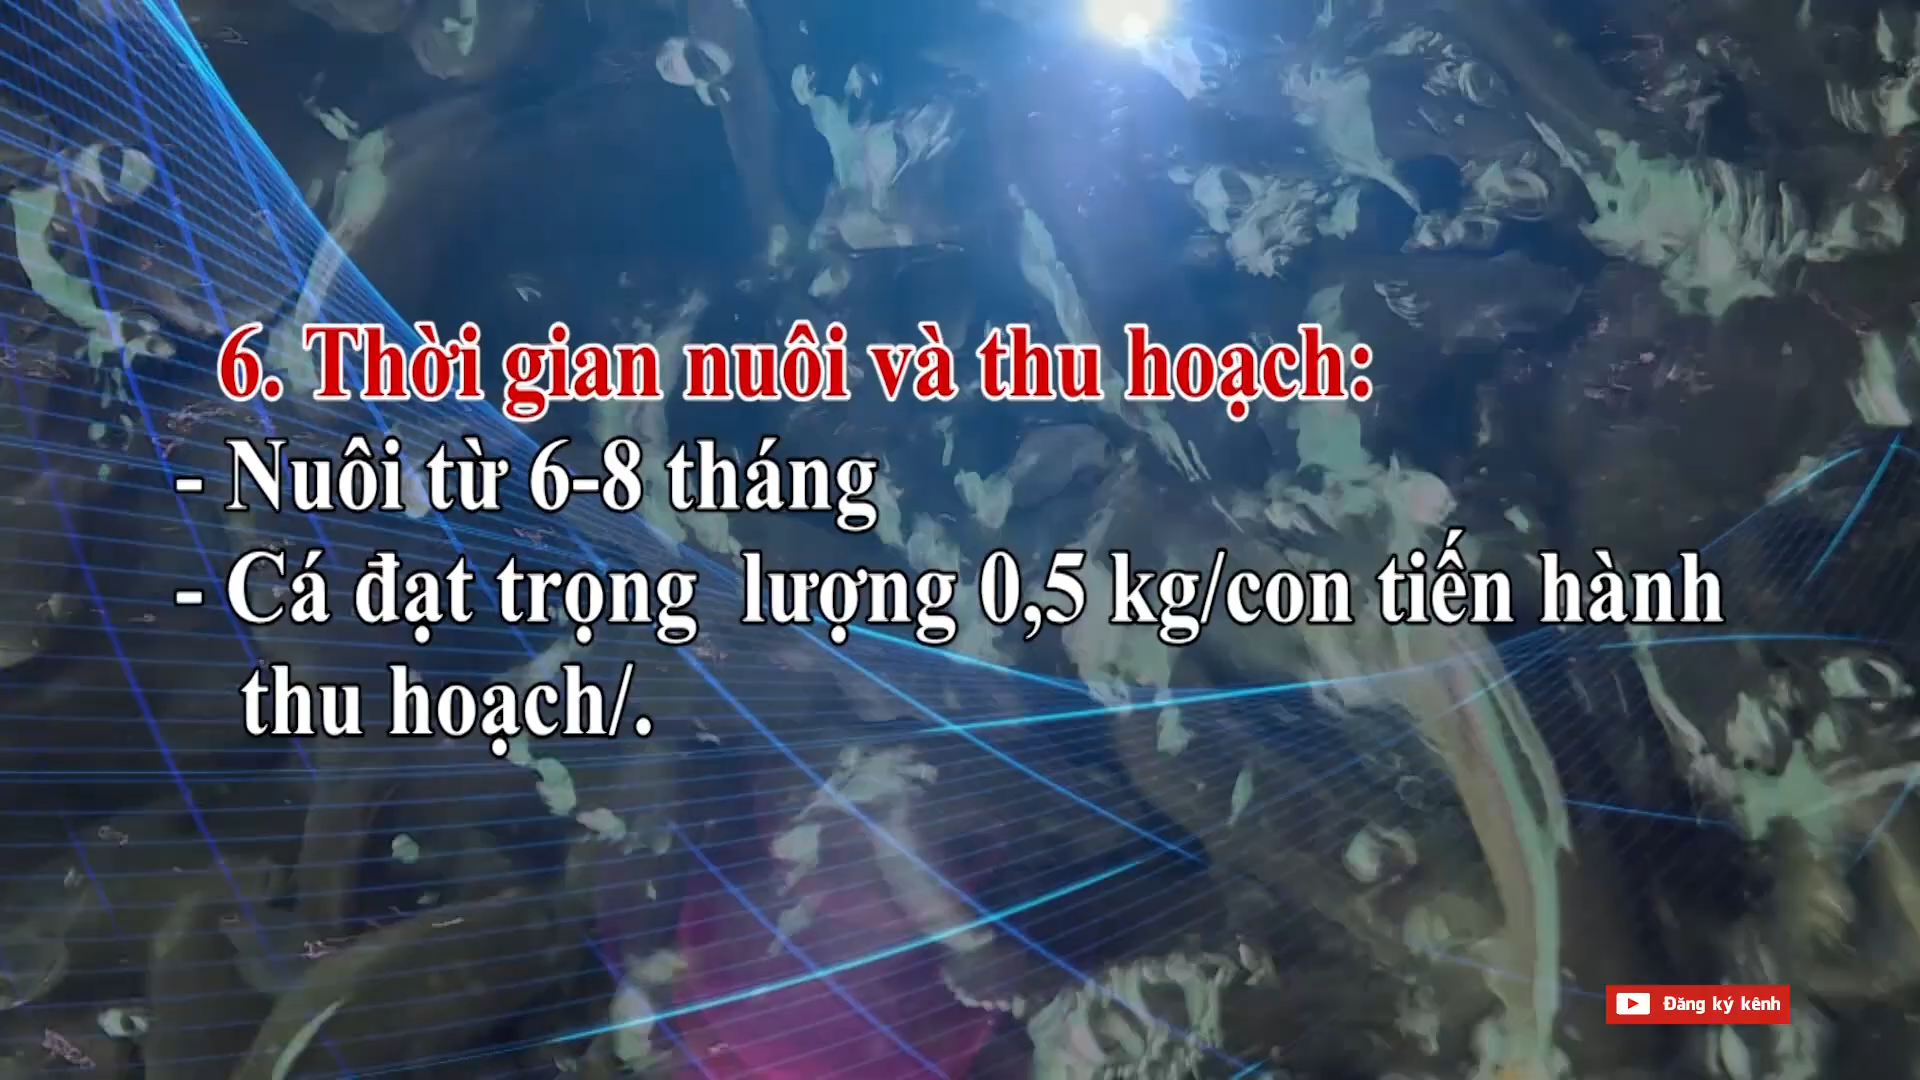 6. Thời gian nuôi và thu hoạch:
- Nuôi từ 6-8 tháng
- Cá đạt trọng lượng 0,5 kg/con tiến hành
thu hoạch/.
Đăng ký kênh